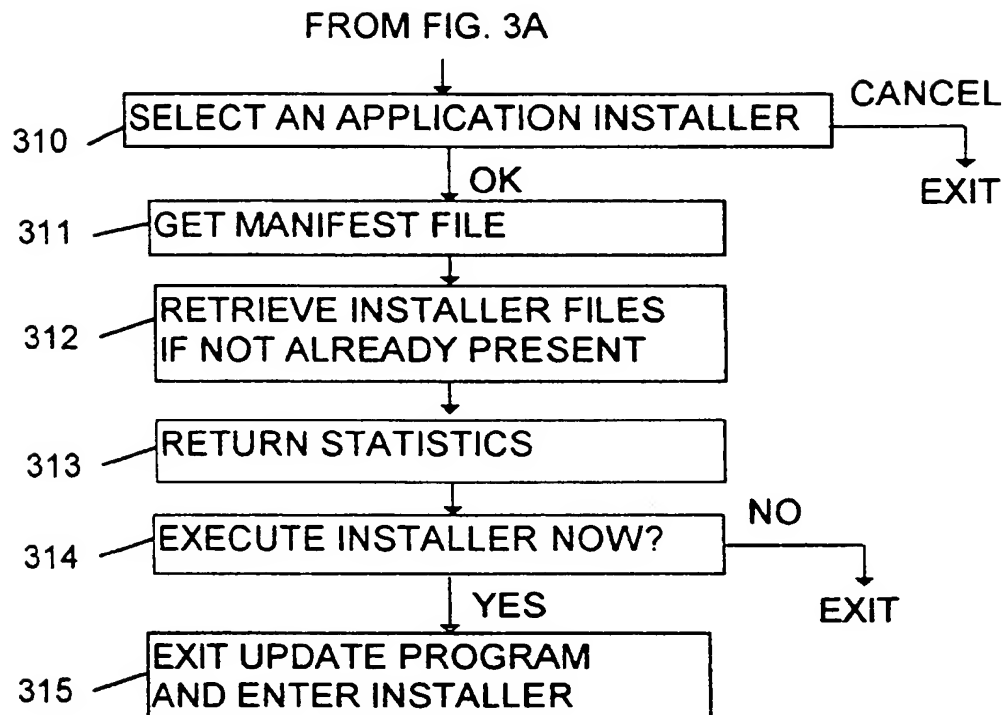 FROM FIG. 3A
310 SELECT AN APPLICATION INSTALLER CANCEL
OK EXIT
311 GET MANIFEST FILE
312 RETRIEVE INSTALLER FILES
IF NOT ALREADY PRESENT
313 RETURN STATISTICS
314 EXECUTE INSTALLER NOW? NO
YES EXIT
315 EXIT UPDATE PROGRAM
AND ENTER INSTALLER